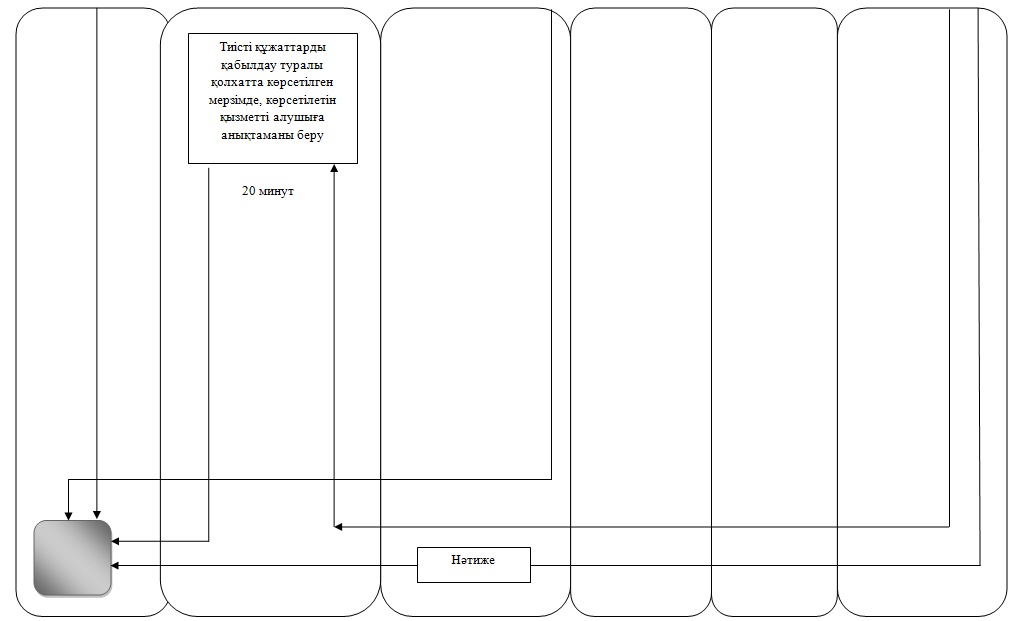 Тиісті құжаттарды
қабылдау туралы
қолхатта көрсетілген
мерзімде, көрсетілетін
қызметті алушыға
анықтаманы беру
20 минут
Нәтиже